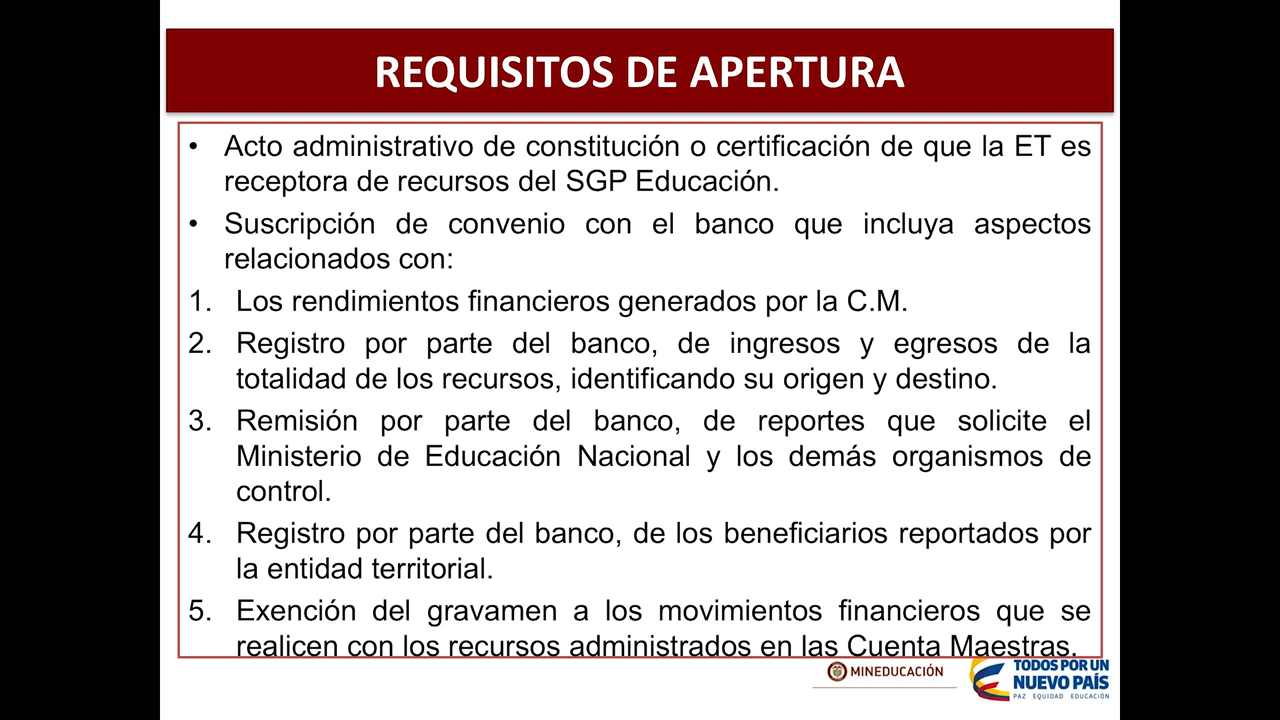 REQUISITOS DE APERTURA
• Acto administrativo de constitución o certificación de que la ET es
receptora de recursos del SGP Educación.
• Suscripción de convenio con el banco que incluya aspectos
relacionados con:
1. Los rendimientos financieros generados por la C.M.
2. Registro por parte del banco, de ingresos y egresos de la
totalidad de los recursos, identificando su origen y destino.
3. Remisión por parte del banco, de reportes que solicite el
Ministerio de Educación Nacional y los demás organismos de
control.
4. Registro por parte del banco, de los beneficiarios reportados por
la entidad territorial.
5. Exención del gravamen a los movimientos financieros que se
realicen con los recursos administrados en las Cuenta Maestras.
MINEDUCACIÓN
TODOS POR UN
NUEVO PAÍS
PAZ EQUIDAD EDUCACIÓN